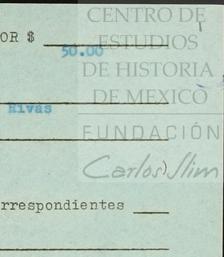 CENTRO DE
OR $ 50.00
ESTUDIOS
DE HISTORIA
DE MEXICO
Rivas
FUNDACIÓN
Carlos Slim
rrespondientes